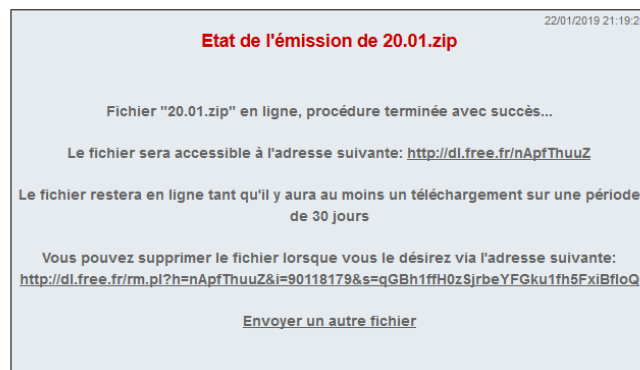 22/01/2019 21:19:2
Etat de l'émission de 20.01.zip
Fichier "20.01.zip" en ligne, procédure terminée avec succès...
Le fichier sera accessible à l'adresse suivante: http://dl.free.fr/nApfThuuZ
Le fichier restera en ligne tant qu'il y aura au moins un téléchargement sur une période
de 30 jours
Vous pouvez supprimer le fichier lorsque vous le désirez via l'adresse suivante:
http://dl.free.fr/rm.pl?h=nApfThuuZ&i=90118179&s=qGBh1ffH0zSjrbeYFGku1fh5FxiBfloQ
Envoyer un autre fichier